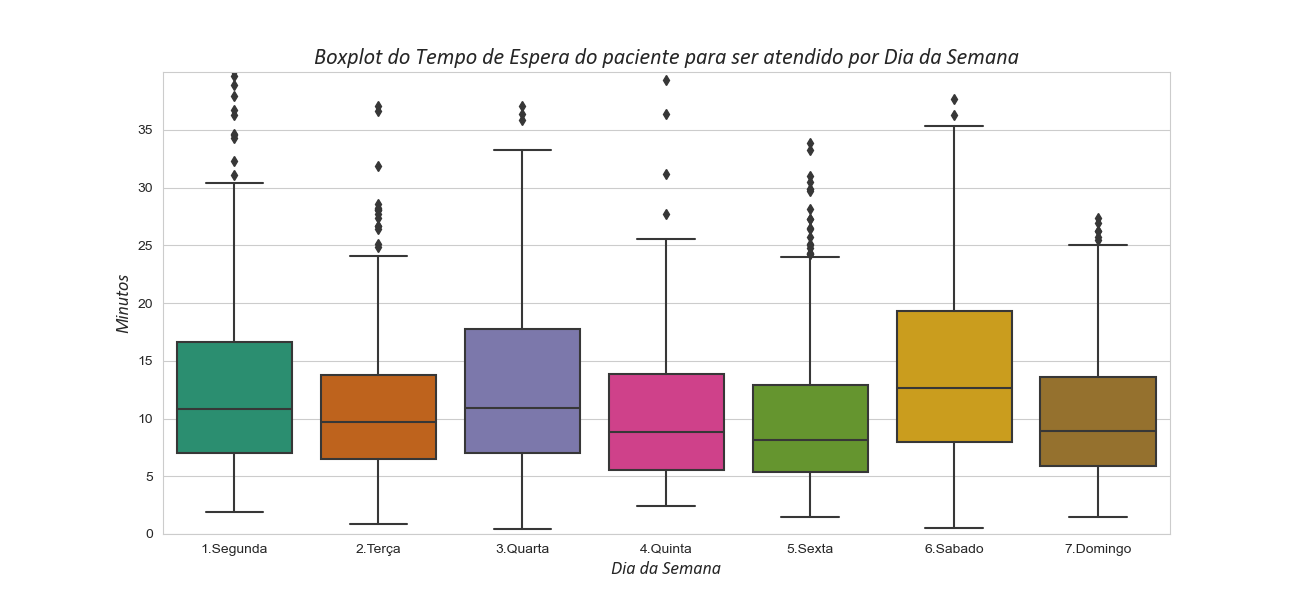 Boxplot do Tempo de Espera do paciente para ser atendido por Dia da Semana
Minutos
35
30
25
20
15
10
5
0
1.Segunda 2.Terça 3.Quarta 4.Quinta 5.Sexta 6.Sabado 7.Domingo
Dia da Semana